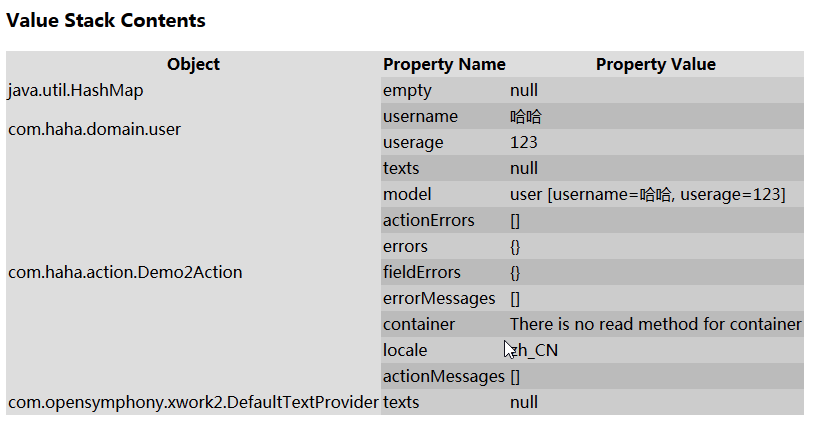 Value Stack Contents
Object Property Name Property Value
java.util.HashMap empty null
com.haha.domain.user username 哈哈
userage 123
com.haha.action.Demo2Action texts null
model user [username=哈哈, userage=123]
actionErrors []
errors {}
fieldErrors {}
errorMessages []
container There is no read method for container
locale zh_CN
actionMessages []
com.opensymphony.xwork2.DefaultTextProvider texts null